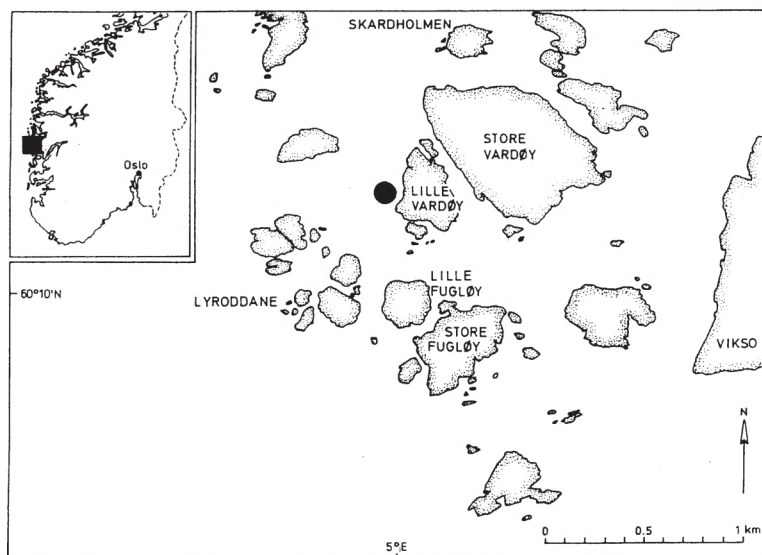 SKARDHOLMEN
Oslo
STORE
VARDØY
LILLE
VARDØY
60°10'N
LYRODDANE
LILLE
FUGLØY
STORE
FUGLØY
VIKSO
N
0 0.5 1 km
5°E